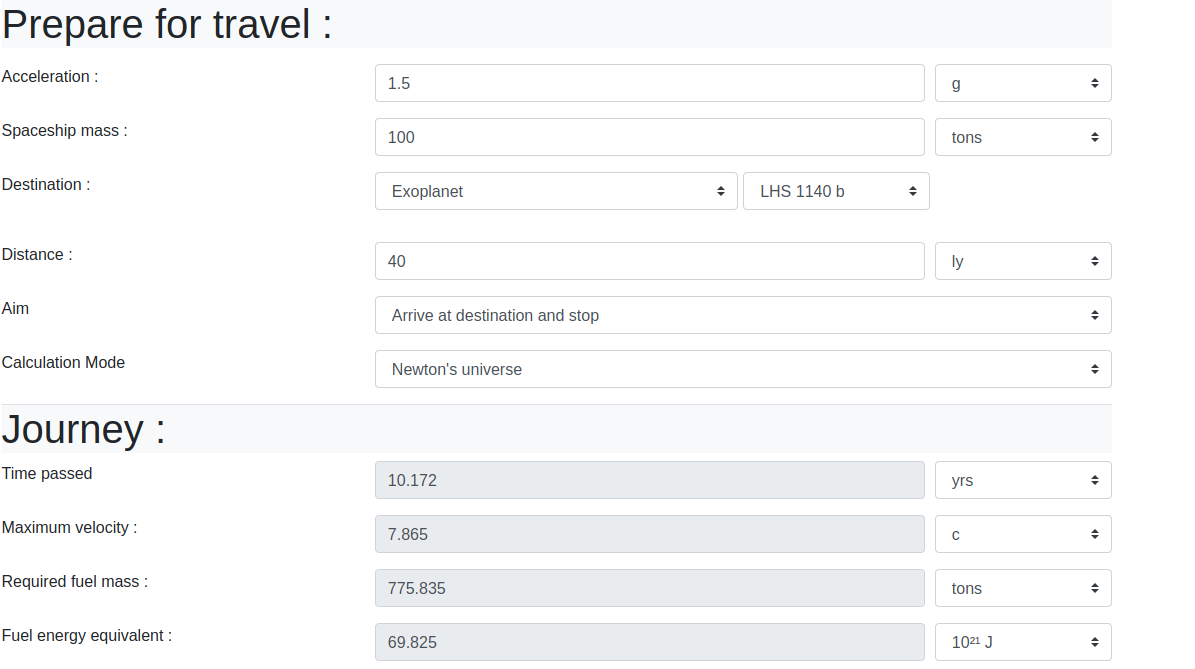 Prepare for travel :
Acceleration : 1.5 g
Spaceship mass : 100 tons
Destination : Exoplanet LHS 1140 b
Distance : 40 ly
Aim Arrive at destination and stop
Calculation Mode Newton's universe
Journey :
Time passed 10.172 yrs
Maximum velocity : 7.865 c
Required fuel mass : 775.835 tons
Fuel energy equivalent : 69.825 10²¹ J